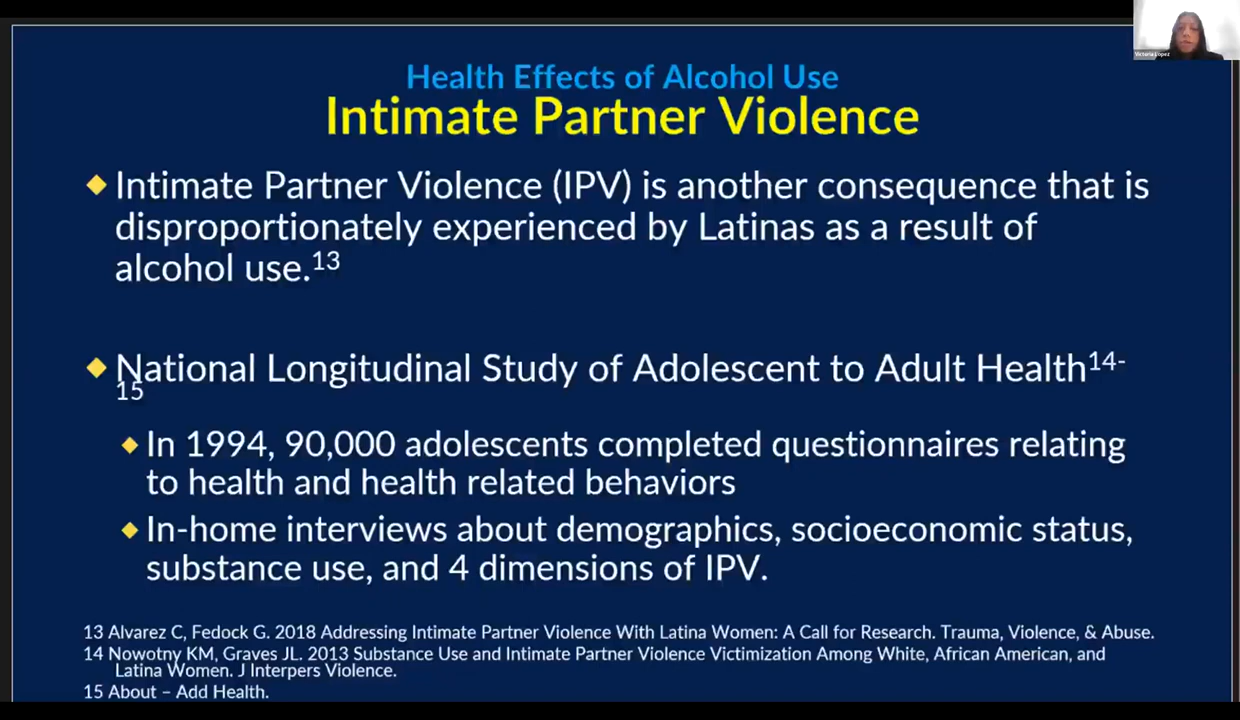 Victoria Lopez
Health Effects of Alcohol Use
Intimate Partner Violence
Intimate Partner Violence (IPV) is another consequence that is
disproportionately experienced by Latinas as a result of
alcohol use.13
National Longitudinal Study of Adolescent to Adult Health14-
15
In 1994, 90,000 adolescents completed questionnaires relating
to health and health related behaviors
In-home interviews about demographics, socioeconomic status,
substance use, and 4 dimensions of IPV.
13 Alvarez C, Fedock G. 2018 Addressing Intimate Partner Violence With Latina Women: A Call for Research. Trauma, Violence, & Abuse.
14 Nowotny KM, Graves JL. 2013 Substance Use and Intimate Partner Violence Victimization Among White, African American, and
Latina Women. J Interpers Violence.
15 About – Add Health.